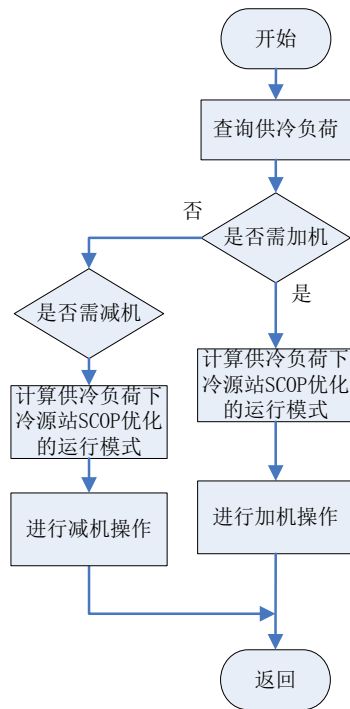 开始
查询供冷负荷
否
是否需加机
是否需减机
是
计算供冷负荷下
冷源站SCOP优化
的运行模式
计算供冷负荷下
冷源站SCOP优化
的运行模式
进行减机操作
进行加机操作
返回